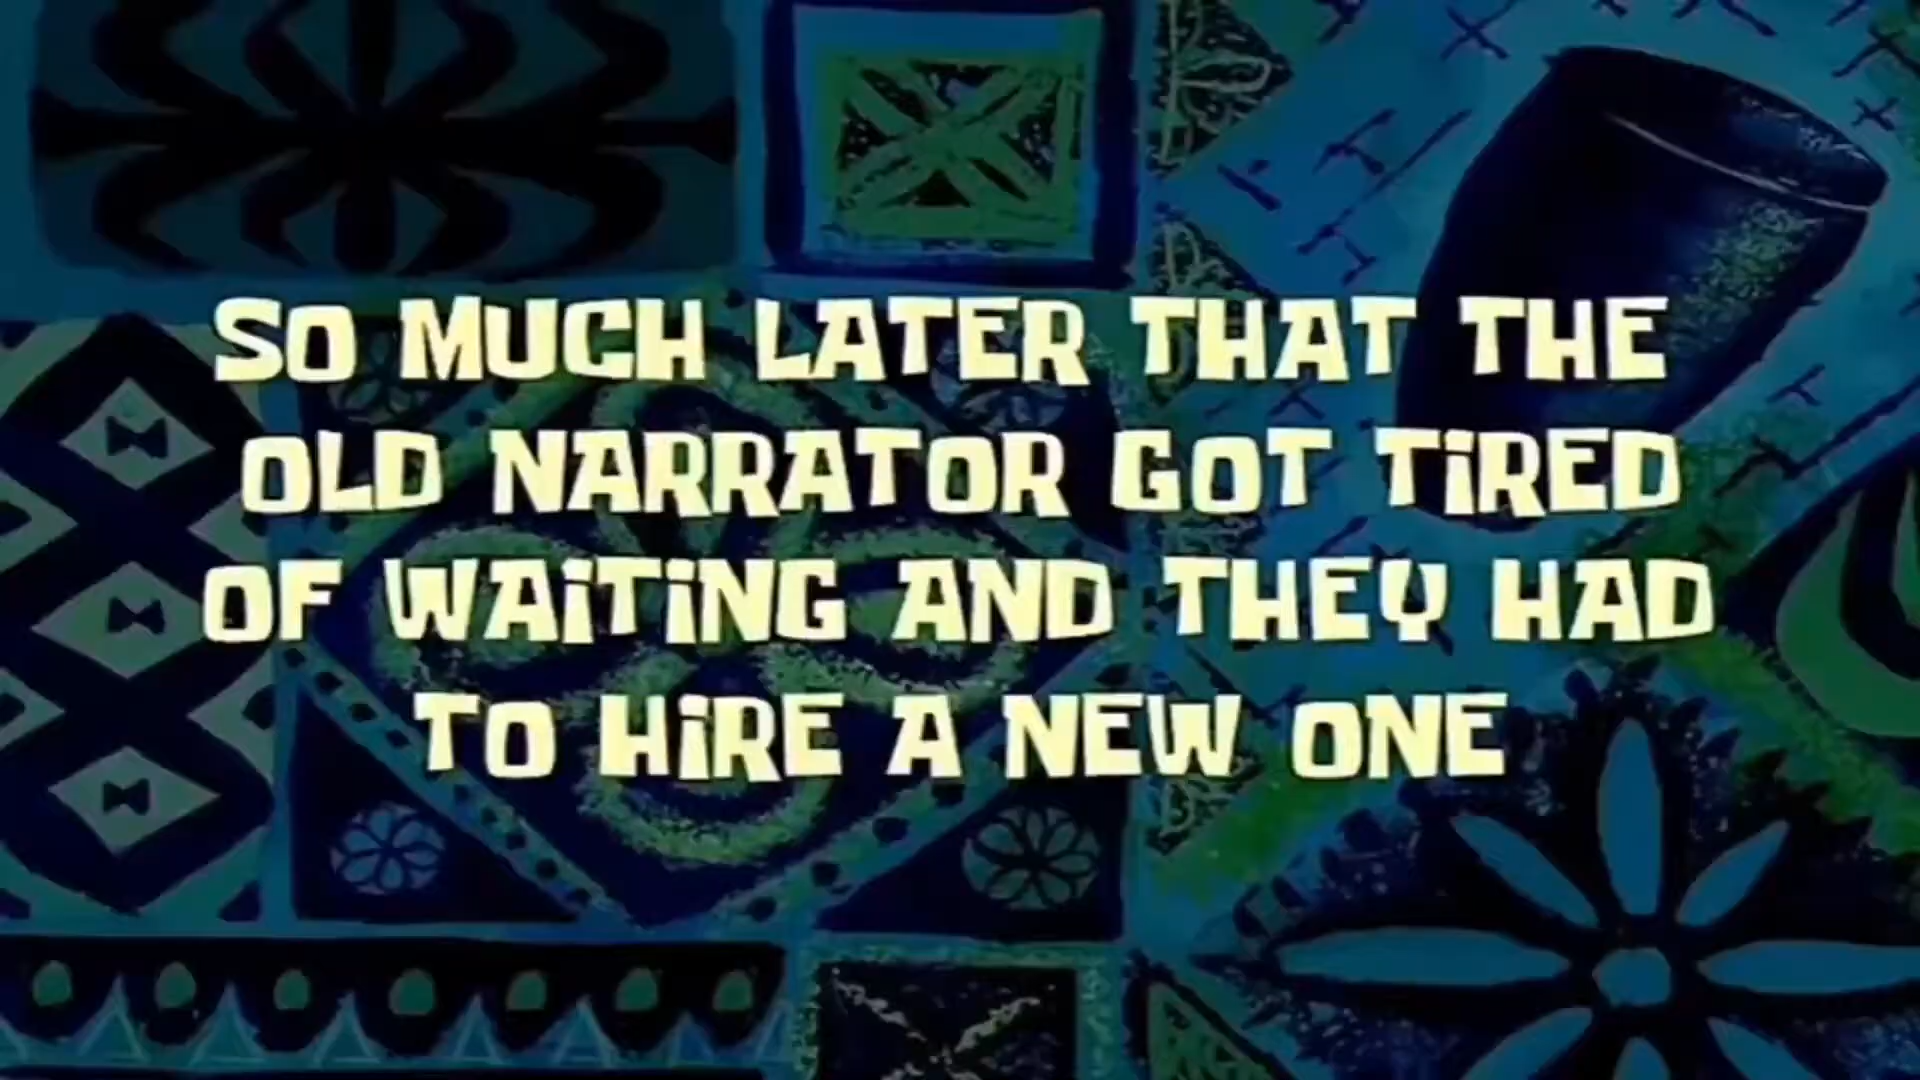 SO MUCH LATER THAT THE
OLD NARRATOR GOT TIRED
OF WAITING AND THEY HAD
TO HIRE A NEW ONE